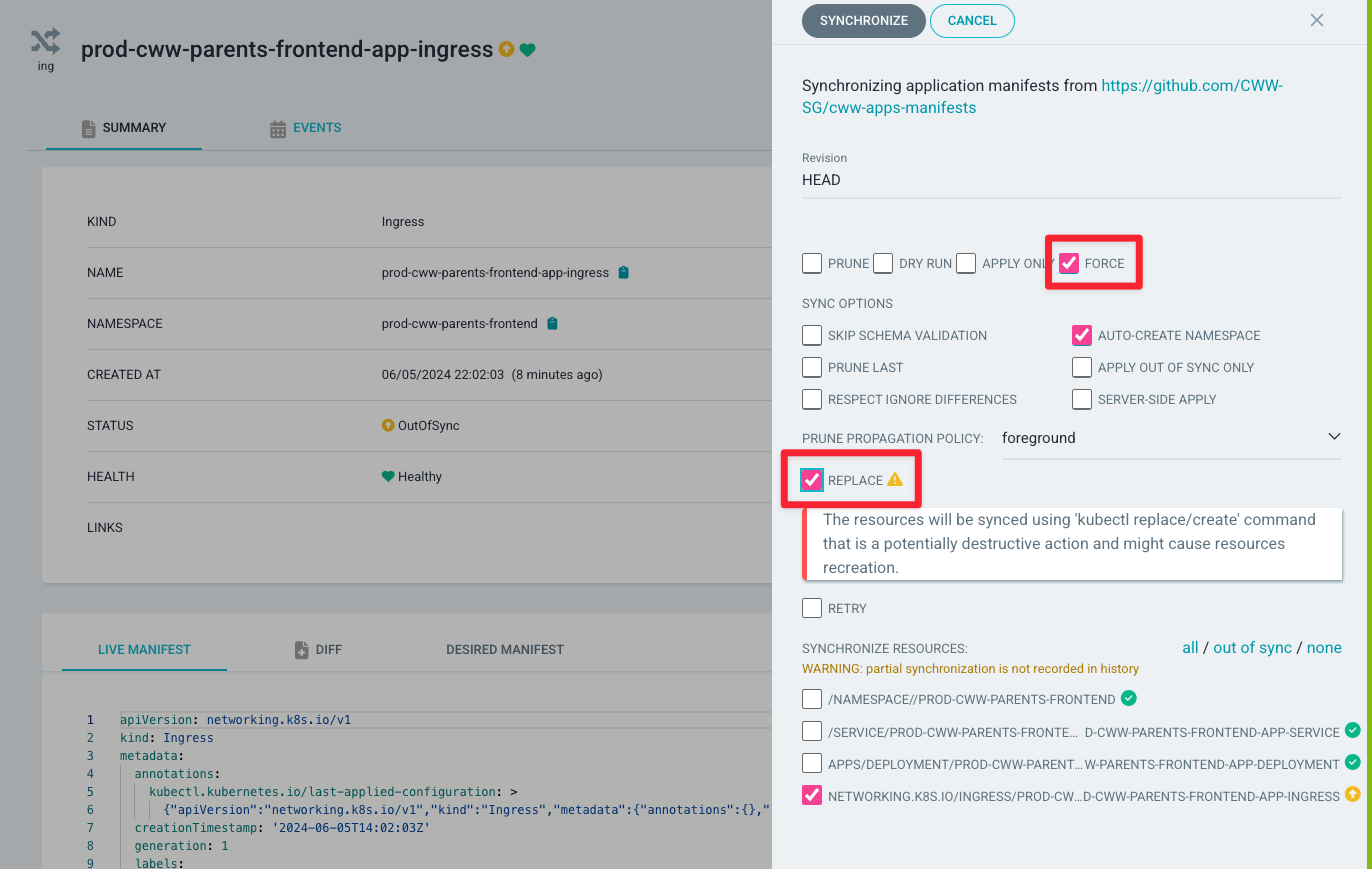 ing
prod-cww-parents-frontend-app-ingress
SUMMARY
EVENTS
KIND
Ingress
NAME
prod-cww-parents-frontend-app-ingress
NAMESPACE
prod-cww-parents-frontend
CREATED AT
06/05/2024 22:02:03 (8 minutes ago)
STATUS
OutOfSync
HEALTH
Healthy
LINKS
LIVE MANIFEST
DIFF
DESIRED MANIFEST
1 apiVersion: networking.k8s.io/v1
2 kind: Ingress
3 metadata:
4 annotations:
5 kubectl.kubernetes.io/last-applied-configuration: >
6 {"apiVersion":"networking.k8s.io/v1","kind":"Ingress","metadata":{"annotations":{},"
7 creationTimestamp: '2024-06-05T14:02:03Z'
8 generation: 1
9 labels:
SYNCHRONIZE
CANCEL
Synchronizing application manifests from https://github.com/CWW-
SG/cww-apps-manifests
Revision
HEAD
PRUNE
DRY RUN
APPLY ONLY
FORCE
SYNC OPTIONS
SKIP SCHEMA VALIDATION
AUTO-CREATE NAMESPACE
PRUNE LAST
APPLY OUT OF SYNC ONLY
RESPECT IGNORE DIFFERENCES
SERVER-SIDE APPLY
PRUNE PROPAGATION POLICY:
foreground
REPLACE
The resources will be synced using 'kubectl replace/create' command
that is a potentially destructive action and might cause resources
recreation.
RETRY
SYNCHRONIZE RESOURCES:
all / out of sync / none
WARNING: partial synchronization is not recorded in history
/NAMESPACE//PROD-CWW-PARENTS-FRONTEND
/SERVICE/PROD-CWW-PARENTS-FRONTE... D-CWW-PARENTS-FRONTEND-APP-SERVICE
APPS/DEPLOYMENT/PROD-CWW-PARENT...W-PARENTS-FRONTEND-APP-DEPLOYMENT
NETWORKING.K8S.IO/INGRESS/PROD-CW...D-CWW-PARENTS-FRONTEND-APP-INGRESS